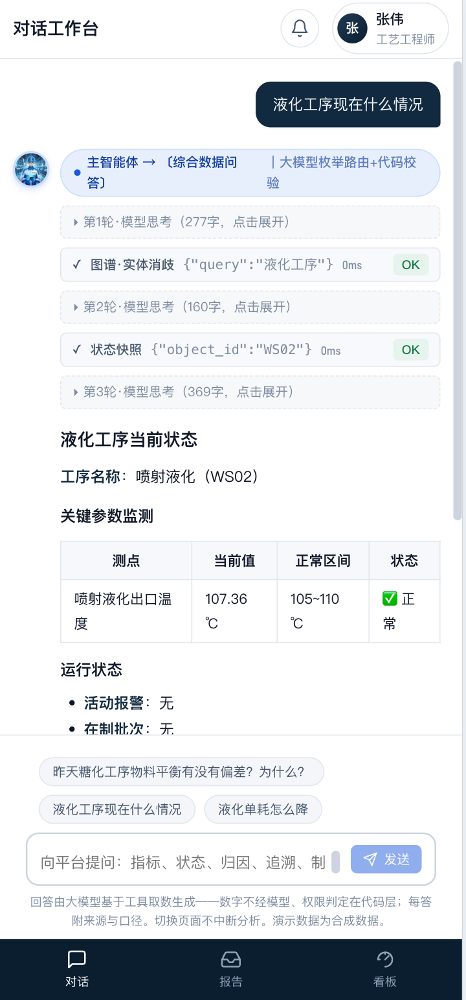 对话工作台
张
张伟
工艺工程师
液化工序现在什么情况
主智能体 → 〔综合数据问答〕
｜大模型枚举路由+代码校验
第1轮·模型思考（277字，点击展开）
✓ 图谱·实体消歧 {"query":"液化工序"} 0ms OK
第2轮·模型思考（160字，点击展开）
✓ 状态快照 {"object_id":"WS02"} 0ms OK
第3轮·模型思考（369字，点击展开）
液化工序当前状态
工序名称：喷射液化（WS02）
关键参数监测
测点 当前值 正常区间 状态
喷射液化出口温度 107.36 ℃ 105~110 ℃ ✅ 正常
运行状态
• 活动报警：无
• 在制批次：无
昨天糖化工序物料平衡有没有偏差？为什么？
液化工序现在什么情况 液化单耗怎么降
向平台提问：指标、状态、归因、追溯、制 发送
回答由大模型基于工具取数生成——数字不经模型、权限判定在代码层；每答
附来源与口径。切换页面不中断分析。演示数据为合成数据。
对话 报告 看板